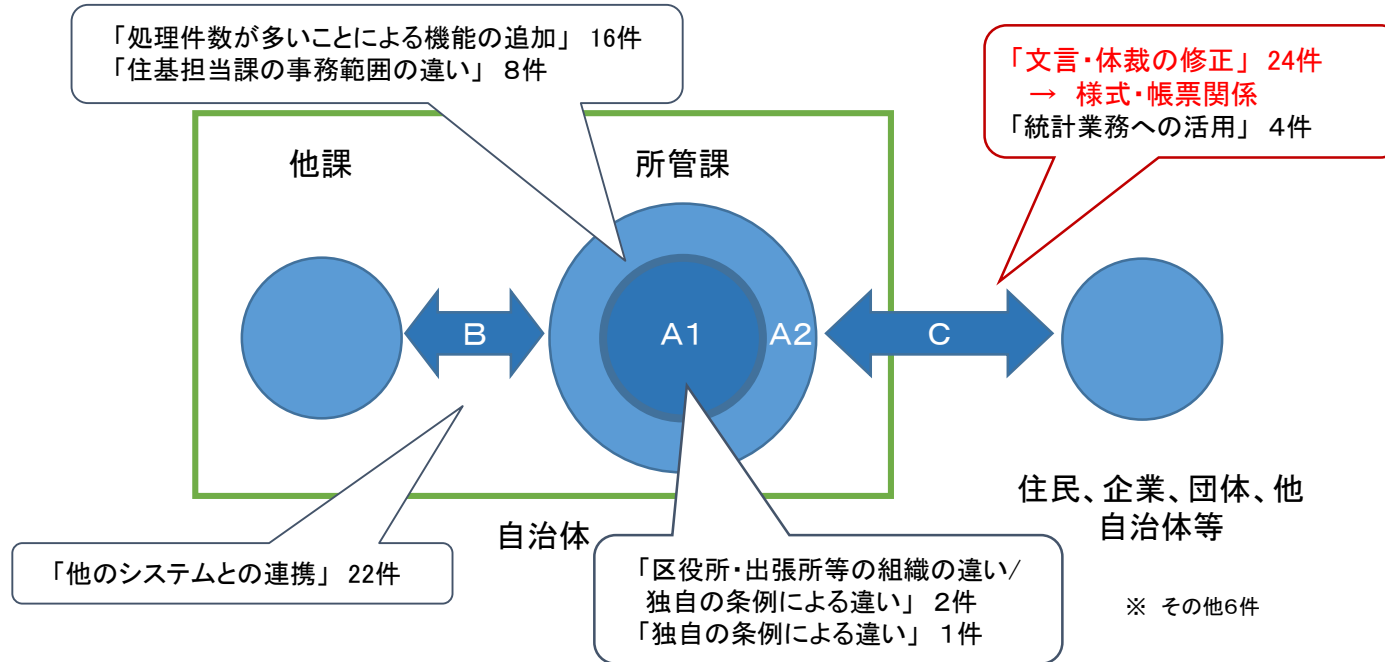 「処理件数が多いことによる機能の追加」 16件
「住基担当課の事務範囲の違い」 8件
「文言・体裁の修正」 24件
→ 様式・帳票関係
「統計業務への活用」 4件
他課
所管課
B
A1
A2
C
住民、企業、団体、他
自治体等
自治体
「他のシステムとの連携」 22件
「区役所・出張所等の組織の違い/
独自の条例による違い」 2件
「独自の条例による違い」 1件
※ その他6件